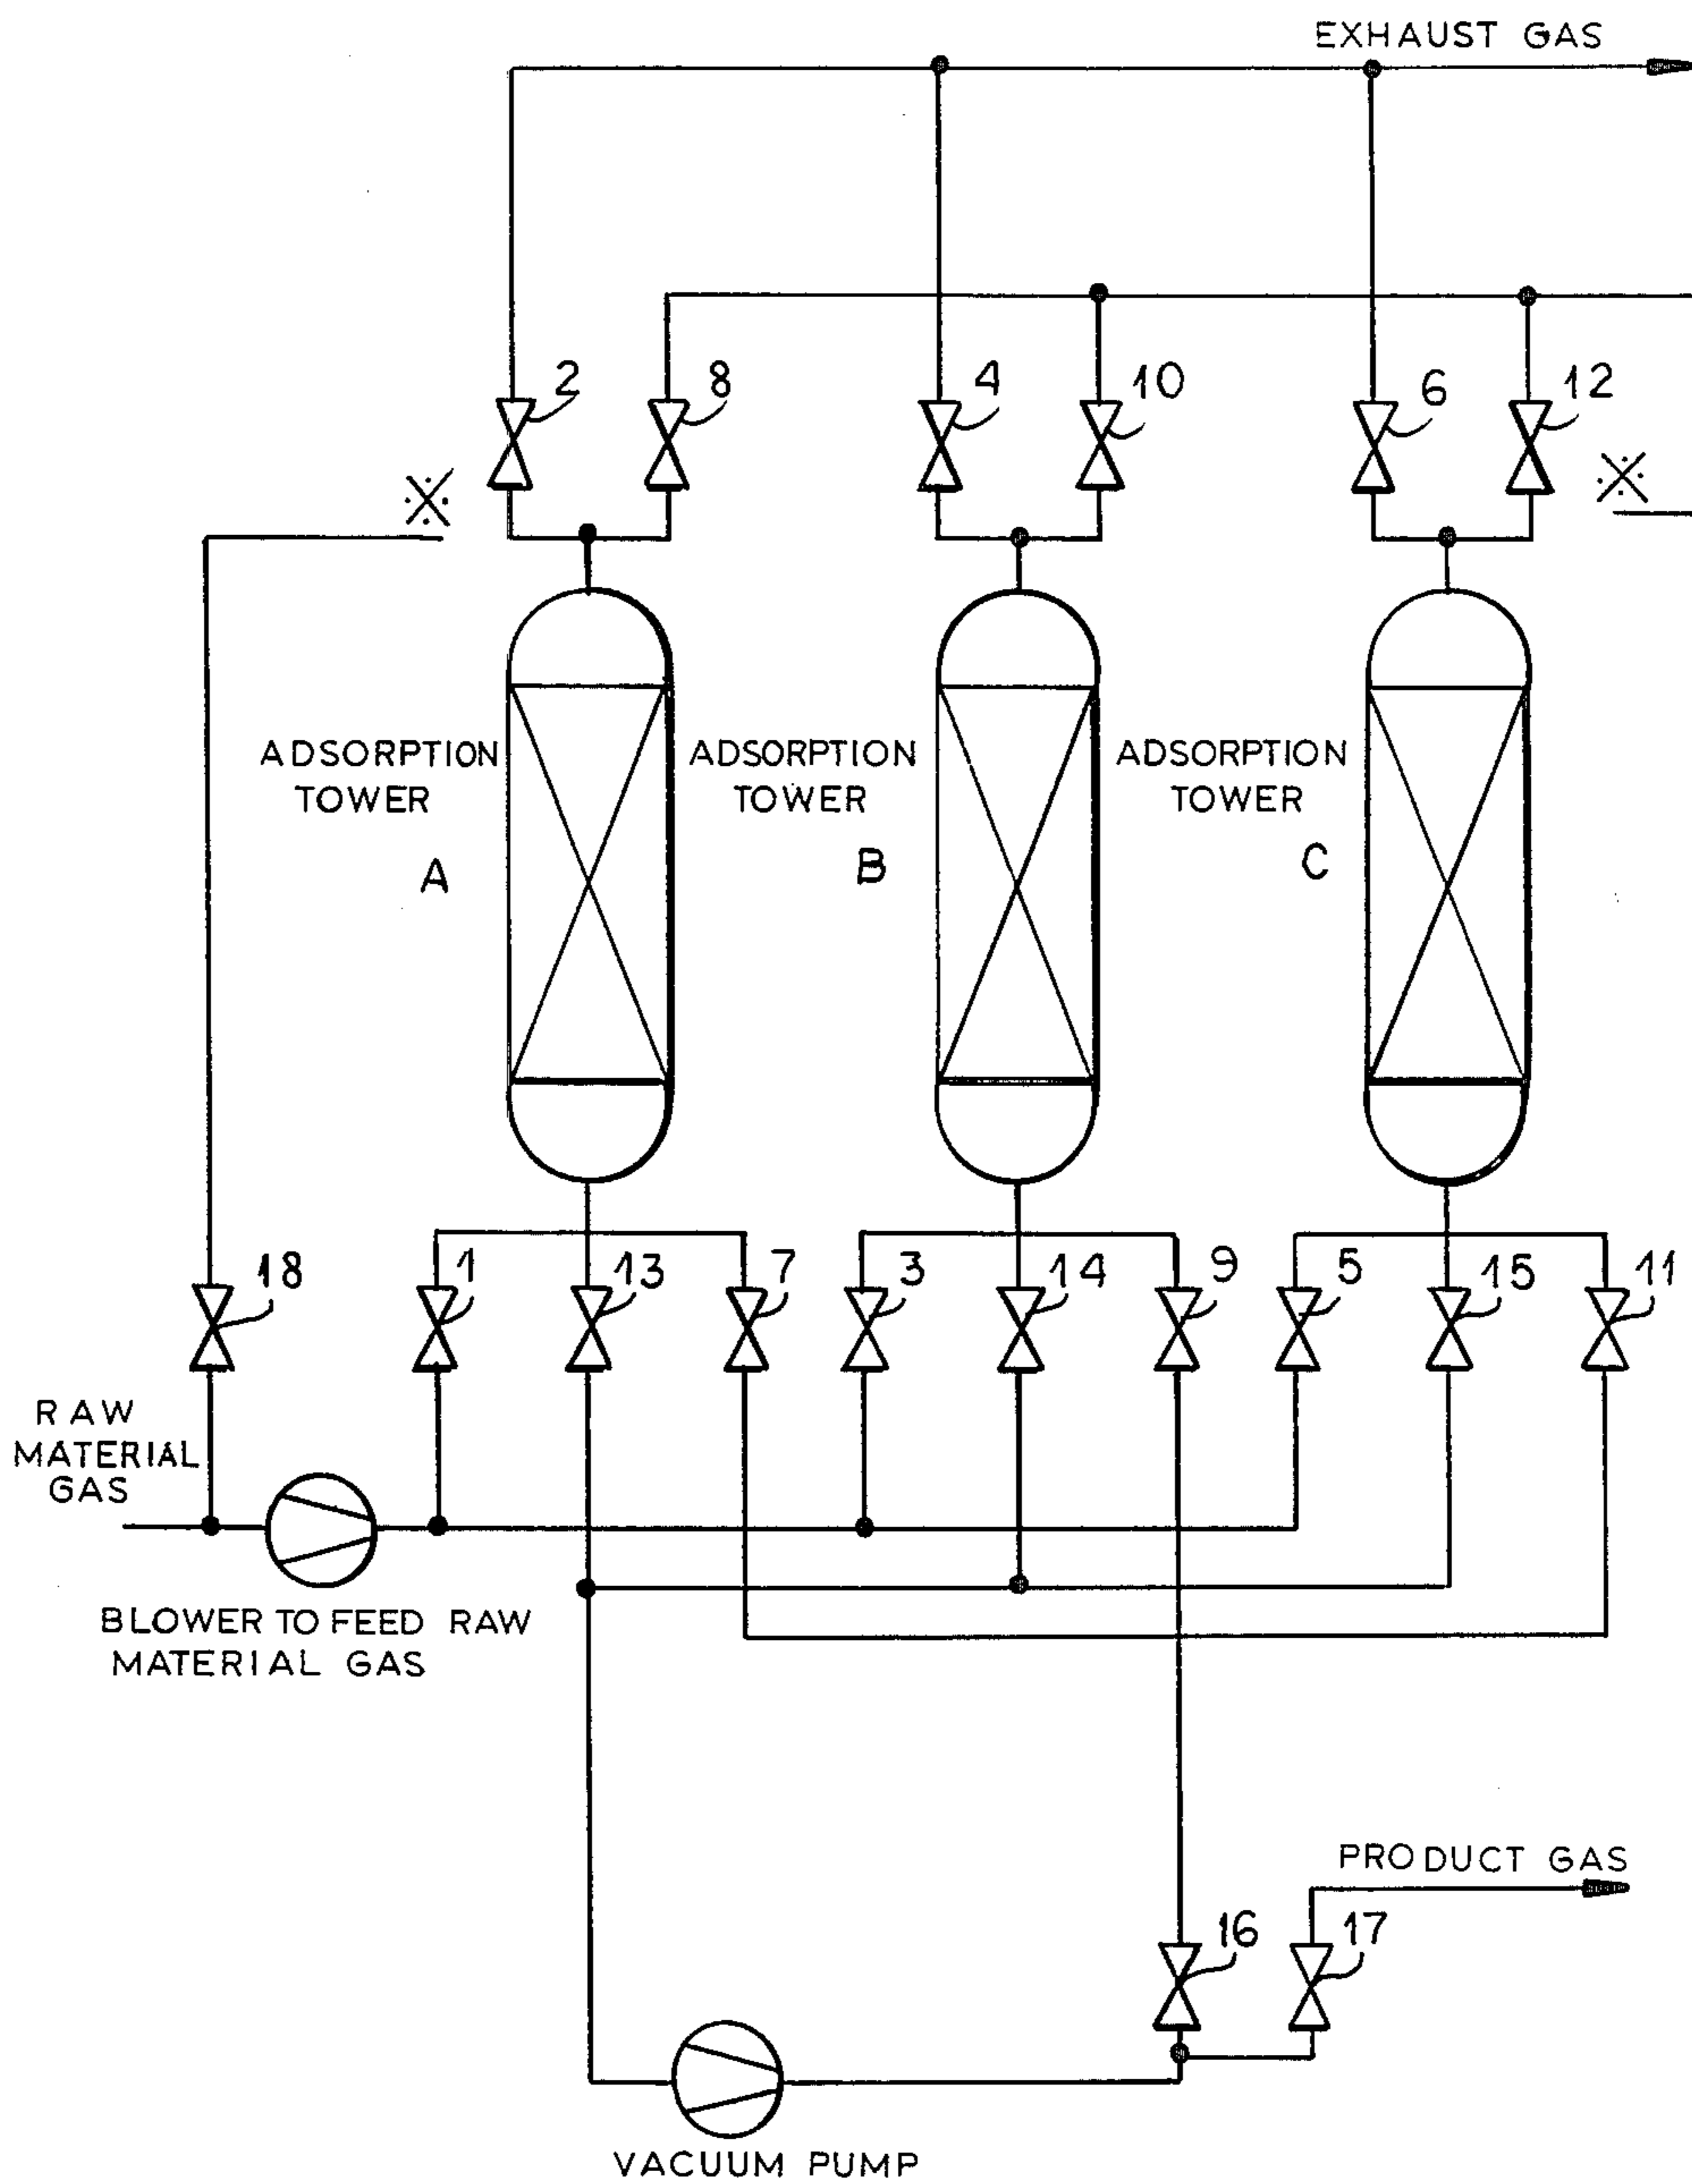 EXHAUST GAS
2
8
4
10
6
12
※
※
ADSORPTION
TOWER
A
ADSORPTION
TOWER
B
ADSORPTION
TOWER
C
18
1
13
7
3
14
9
5
15
11
RAW
MATERIAL
GAS
BLOWER TO FEED RAW
MATERIAL GAS
PRODUCT GAS
16
17
VACUUM PUMP